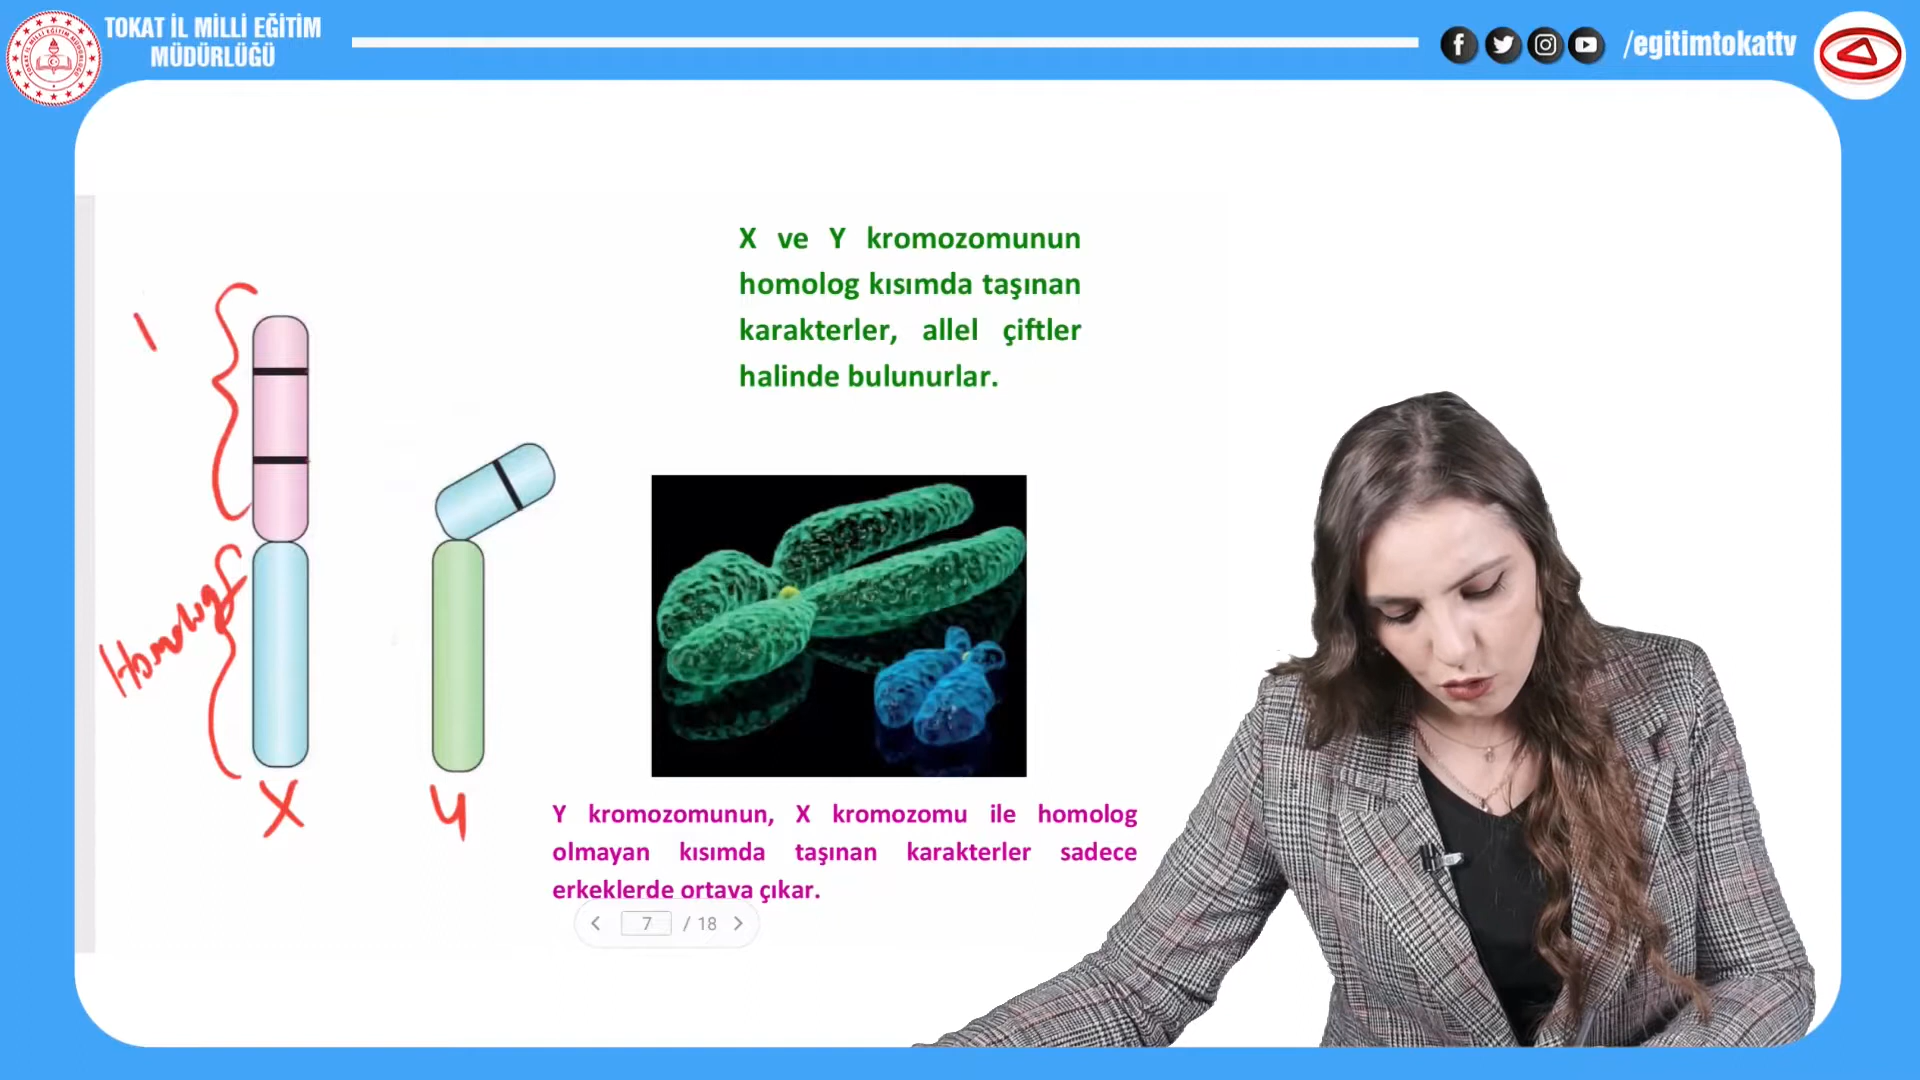 TOKAT İL MİLLİ EĞİTİM
MÜDÜRLÜĞÜ
/egitimtokattv
X ve Y kromozomunun
homolog kısımda taşınan
karakterler, allel çiftler
halinde bulunurlar.
Homolog
X
Y
Y kromozomunun, X kromozomu ile homolog
olmayan kısımda taşınan karakterler sadece
erkeklerde ortaya çıkar.
7 / 18